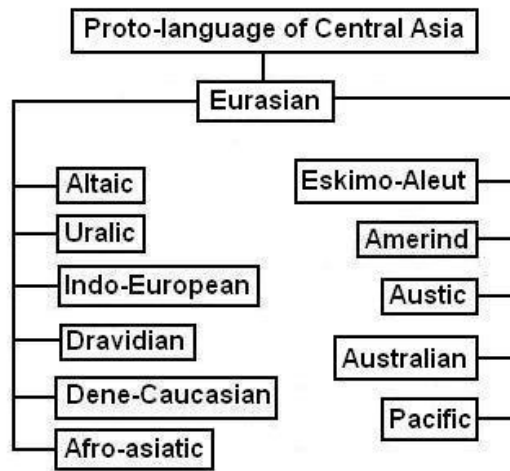 Proto-language of Central Asia
Eurasian
Altaic
Uralic
Indo-European
Dravidian
Dene-Caucasian
Afro-asiatic
Eskimo-Aleut
Amerind
Austic
Australian
Pacific